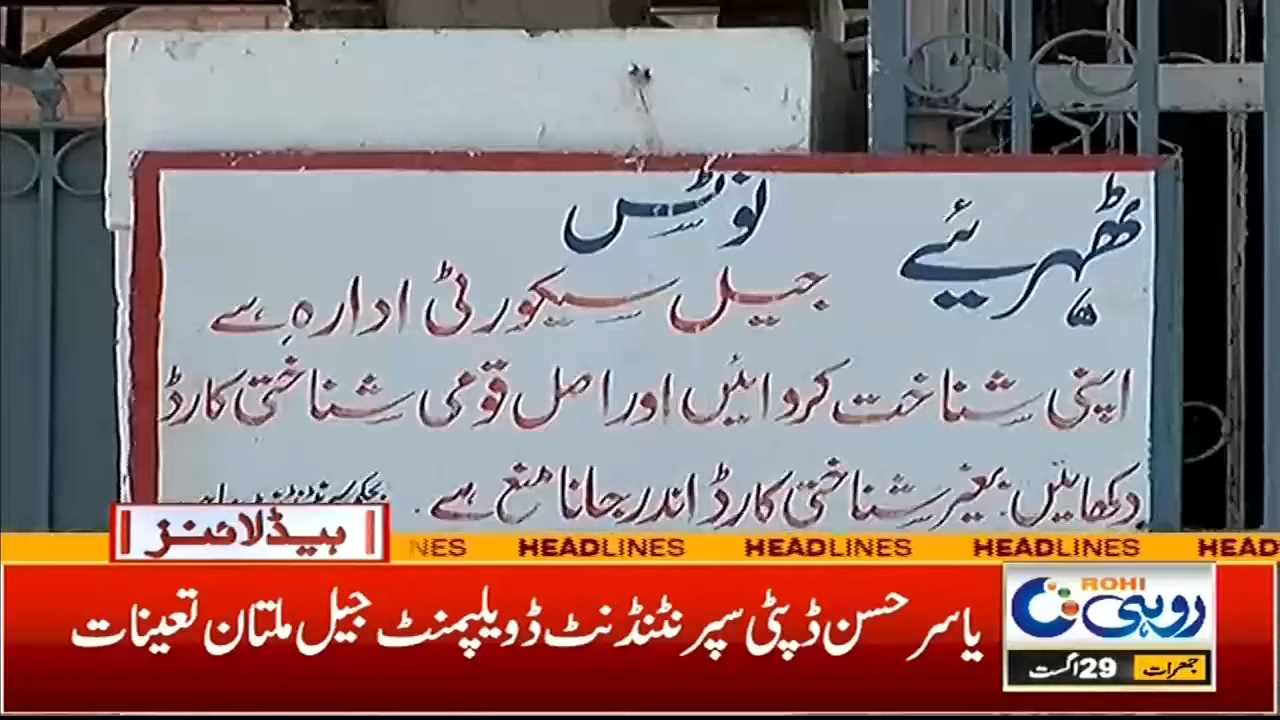 ٹھہریئے
نوٹس
جیل سیکورٹی ادارہ ہے
اپنی شناخت کروائیں اور اصل قومی شناختی کارڈ
دکھائیں۔ بغیر شناختی کارڈ اندر جانا منع ہے۔
ہیڈلائنز
NES HEADLINES HEADLINES HEADLINES HEAD
یاسر حسن ڈپٹی سپرنٹنڈنٹ ڈویلپمنٹ جیل ملتان تعینات
ROHI
روہی
جمعرات 29 اگست